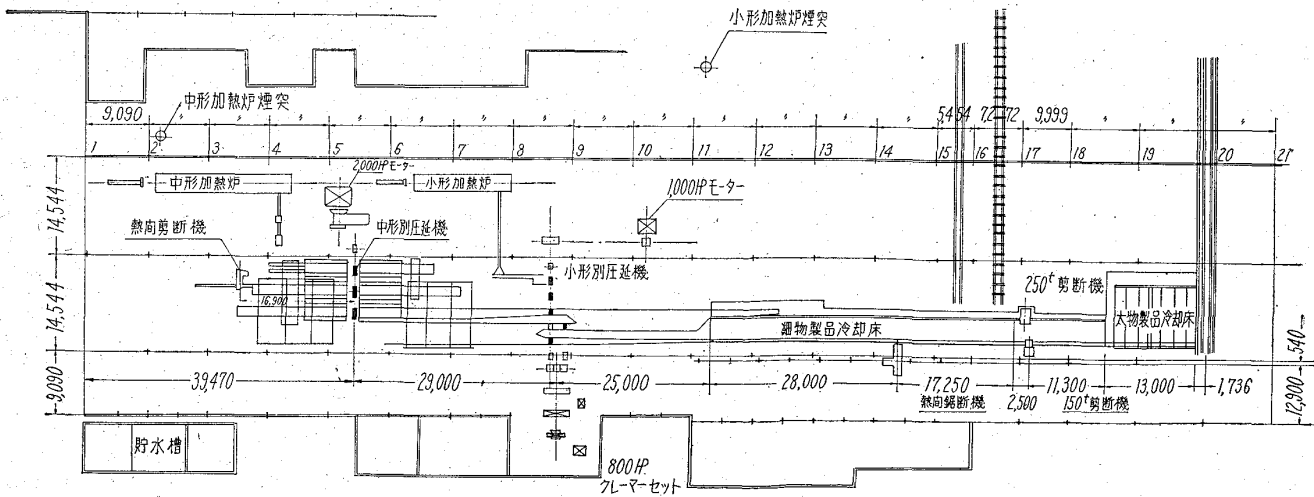 小形加熱炉煙突
中形加熱炉煙突
9,090
54 54 72 72 9,999
1 2 3 4 5 6 7 8 9 10 11 12 13 14 15 16 17 18 19 20 21
2,000HPモーター
中形加熱炉
小形加熱炉
1,000HPモーター
14,544
熱間剪断機
中形別圧延機
小形別圧延機
250t剪断機
16,900
14,544
細物製品冷却床
大物製品冷却床
540
9,090
39,470 29,000 25,000 28,000 17,250 11,300 13,000 1,736
熱間鋸断機
2,500
150t剪断機
12,900
貯水槽
800HP.
クレーマーセット